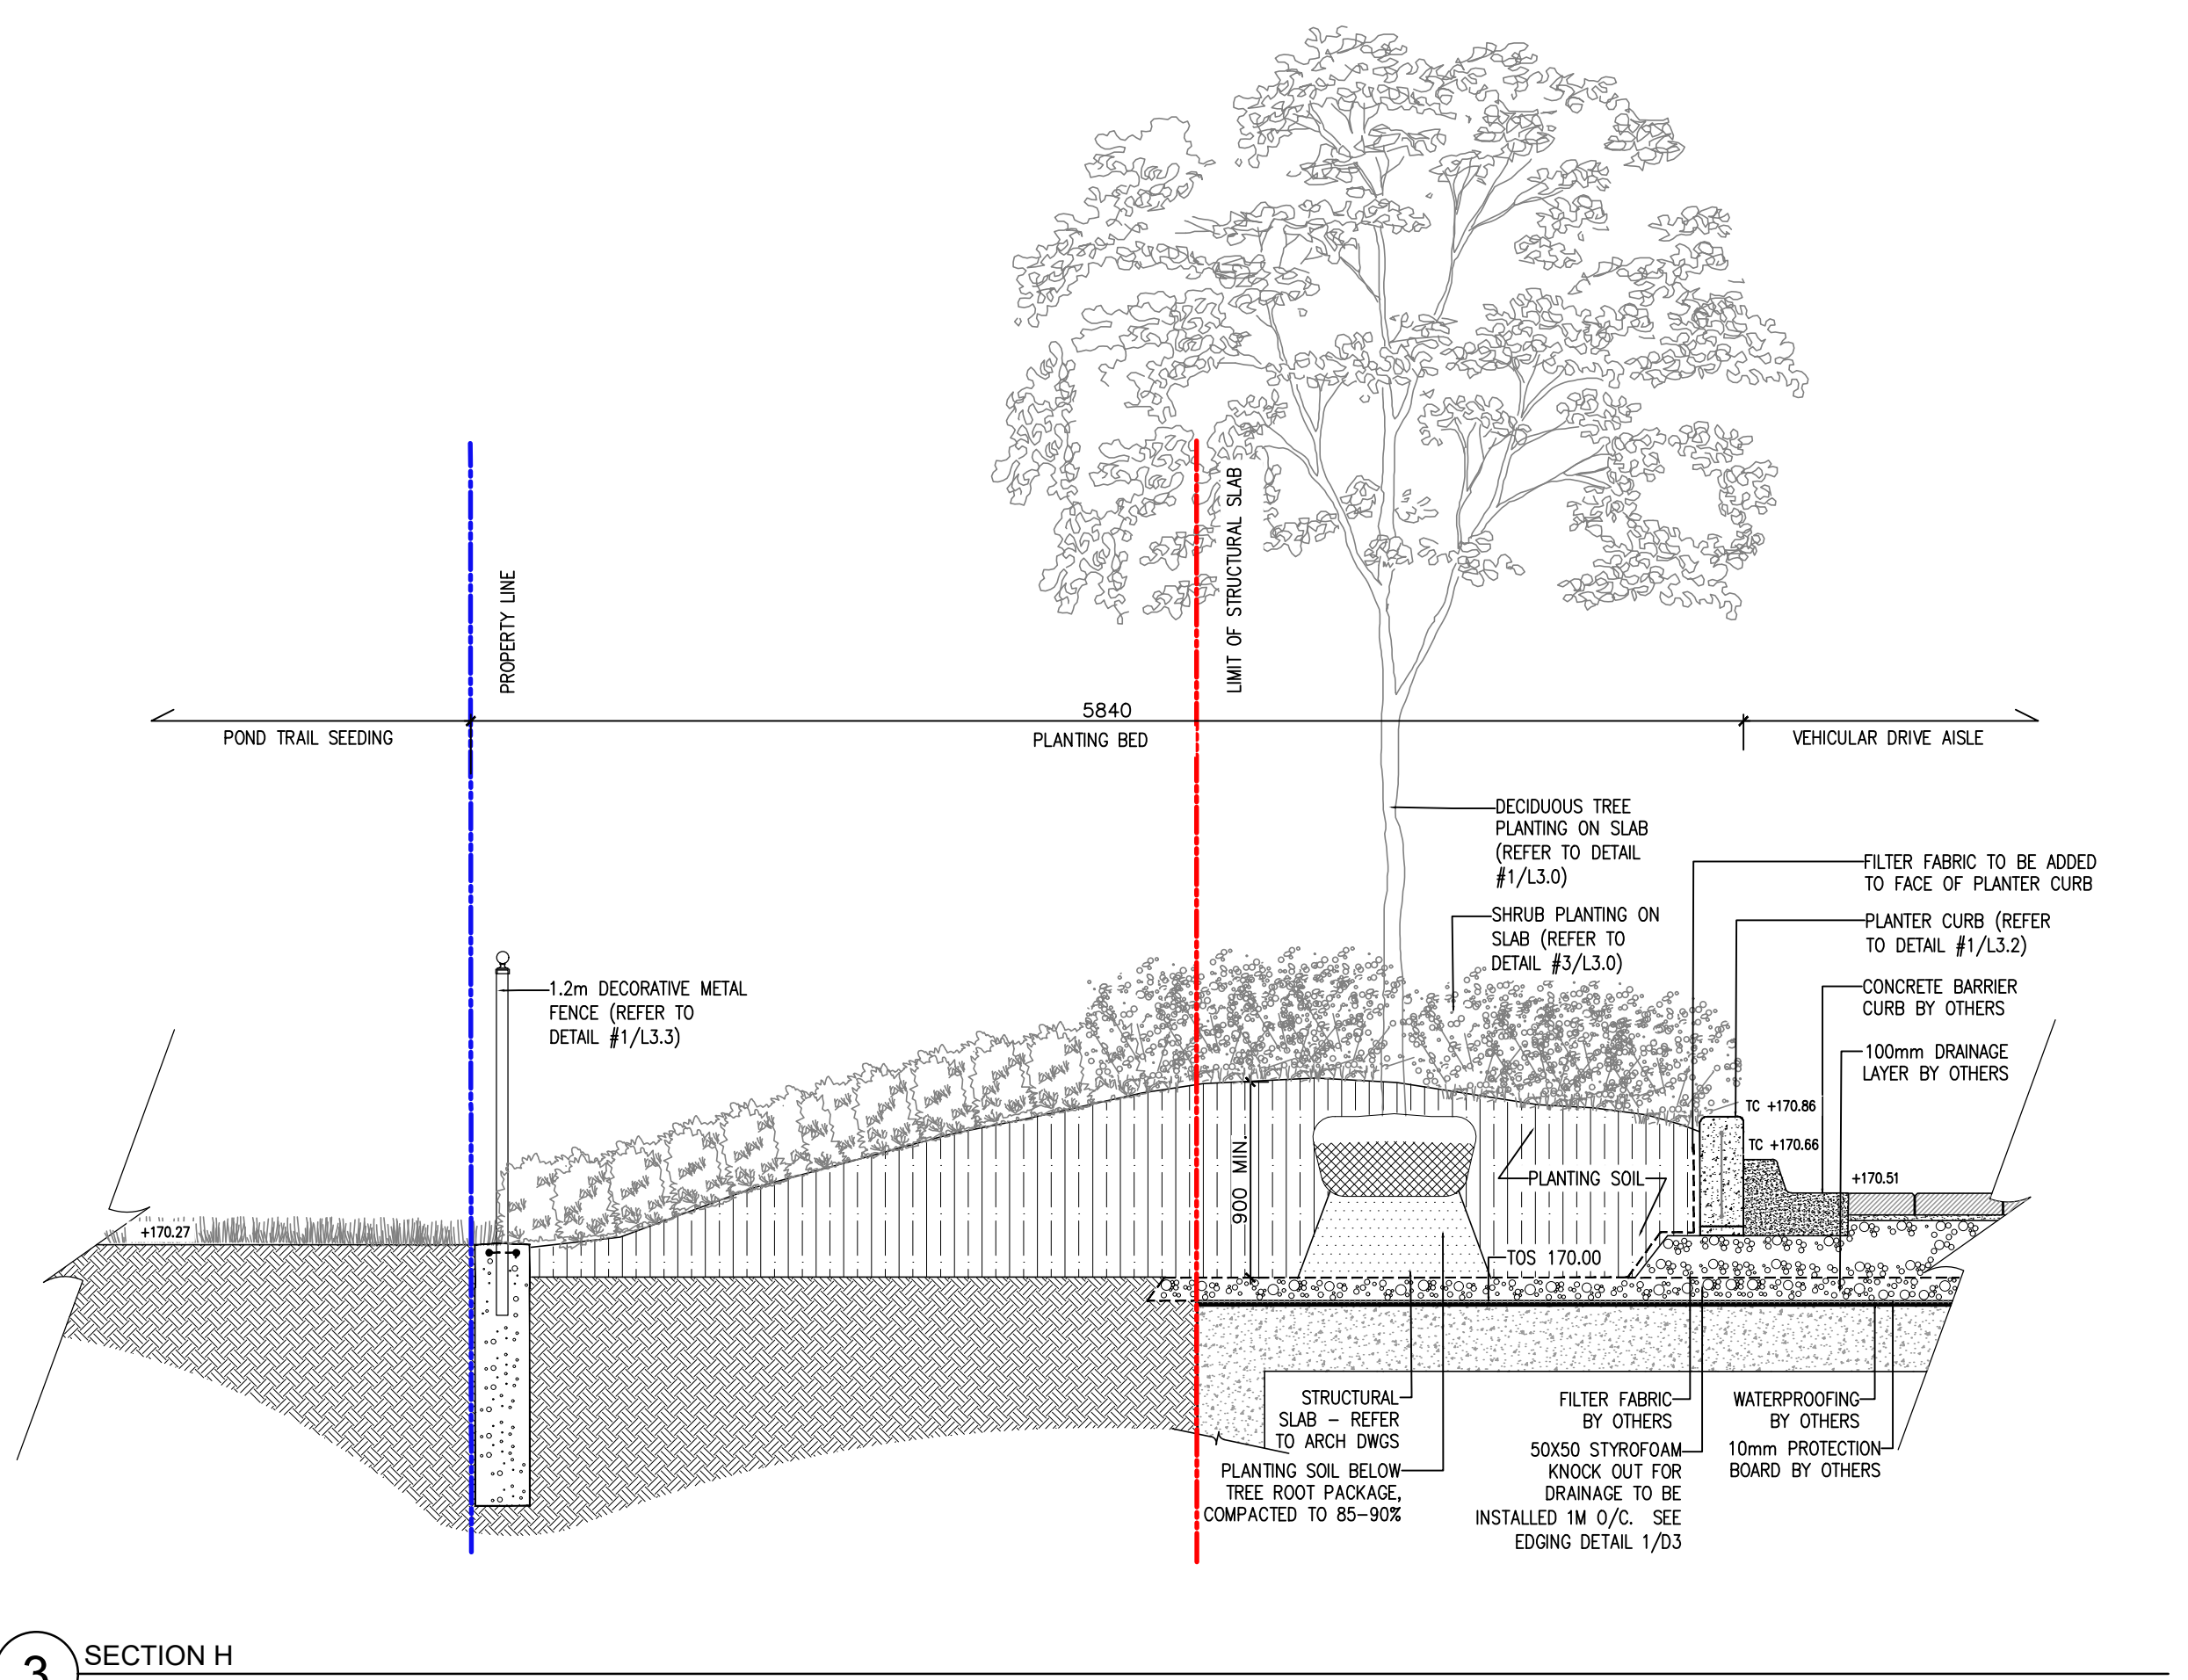 PROPERTY LINE
LIMIT OF STRUCTURAL SLAB
5840
POND TRAIL SEEDING
PLANTING BED
VEHICULAR DRIVE AISLE
DECIDUOUS TREE
PLANTING ON SLAB
(REFER TO DETAIL
#1/L3.0)
SHRUB PLANTING ON
SLAB (REFER TO
DETAIL #3/L3.0)
FILTER FABRIC TO BE ADDED
TO FACE OF PLANTER CURB
PLANTER CURB (REFER
TO DETAIL #1/L3.2)
CONCRETE BARRIER
CURB BY OTHERS
100mm DRAINAGE
LAYER BY OTHERS
1.2m DECORATIVE METAL
FENCE (REFER TO
DETAIL #1/L3.3)
TC +170.86
TC +170.66
+170.51
900 MIN.
PLANTING SOIL
+170.27
TOS 170.00
STRUCTURAL
SLAB – REFER
TO ARCH DWGS
PLANTING SOIL BELOW
TREE ROOT PACKAGE,
COMPACTED TO 85–90%
FILTER FABRIC
BY OTHERS
50X50 STYROFOAM
KNOCK OUT FOR
DRAINAGE TO BE
INSTALLED 1M O/C. SEE
EDGING DETAIL 1/D3
WATERPROOFING
BY OTHERS
10mm PROTECTION
BOARD BY OTHERS
3
SECTION H